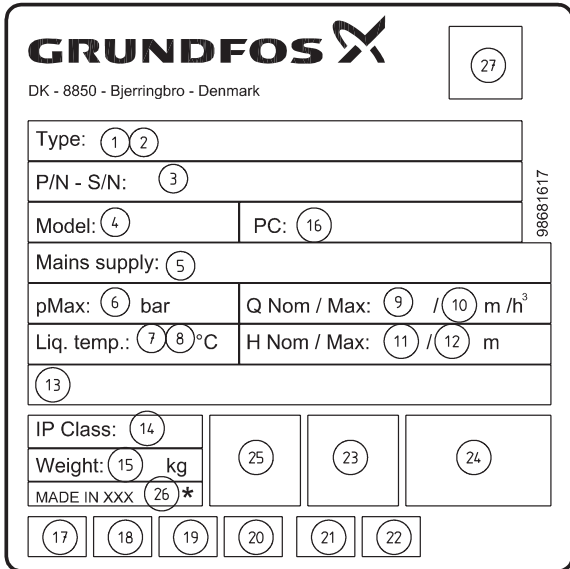 GRUNDFOS
27
DK - 8850 - Bjerringbro - Denmark
Type: 1 2
P/N - S/N: 3
98681617
Model: 4 PC: 16
Mains supply: 5
pMax: 6 bar Q Nom / Max: 9 / 10 m /h³
Liq. temp.: 7 8 °C H Nom / Max: 11 / 12 m
13
IP Class: 14
Weight: 15 kg
MADE IN XXX 26 *
25 23 24
17 18 19 20 21 22